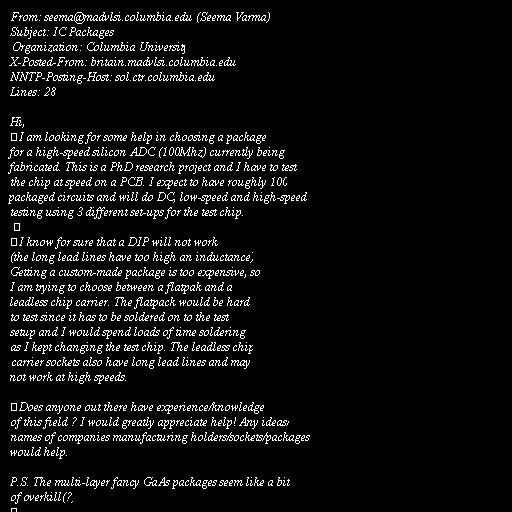 From: seema@madvlsi.columbia.edu (Seema Varma)
Subject: IC Packages
Organization: Columbia University
X-Posted-From: britain.madvlsi.columbia.edu
NNTP-Posting-Host: sol.ctr.columbia.edu
Lines: 28

Hi,
I am looking for some help in choosing a package
for a high-speed silicon ADC (100Mhz) currently being
fabricated. This is a PhD research project and I have to test
the chip at speed on a PCB. I expect to have roughly 100
packaged circuits and will do DC, low-speed and high-speed
testing using 3 different set-ups for the test chip.

I know for sure that a DIP will not work
(the long lead lines have too high an inductance)
Getting a custom-made package is too expensive, so
I am trying to choose between a flatpak and a
leadless chip carrier. The flatpack would be hard
to test since it has to be soldered on to the test
setup and I would spend loads of time soldering
as I kept changing the test chip. The leadless chip
carrier sockets also have long lead lines and may
not work at high speeds.

Does anyone out there have experience/knowledge
of this field ? I would greatly appreciate help! Any ideas/
names of companies manufacturing holders/sockets/packages
would help.

P.S. The multi-layer fancy GaAs packages seem like a bit
of overkill(?,